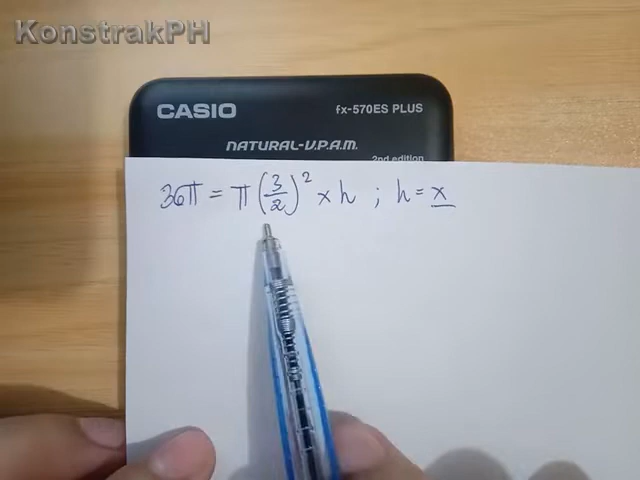 KonstrakPH
CASIO
fx-570ES PLUS
NATURAL-V.P.A.M.
2nd edition
36π = π(3/2)² × h ; h = x